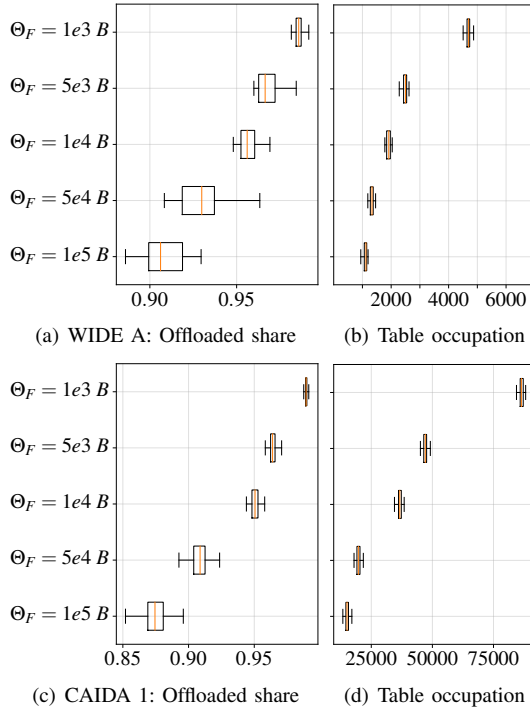 Θ_F = 1e3 B
Θ_F = 5e3 B
Θ_F = 1e4 B
Θ_F = 5e4 B
Θ_F = 1e5 B
0.90 0.95
2000 4000 6000
(a) WIDE A: Offloaded share
(b) Table occupation
Θ_F = 1e3 B
Θ_F = 5e3 B
Θ_F = 1e4 B
Θ_F = 5e4 B
Θ_F = 1e5 B
0.85 0.90 0.95
25000 50000 75000
(c) CAIDA 1: Offloaded share
(d) Table occupation